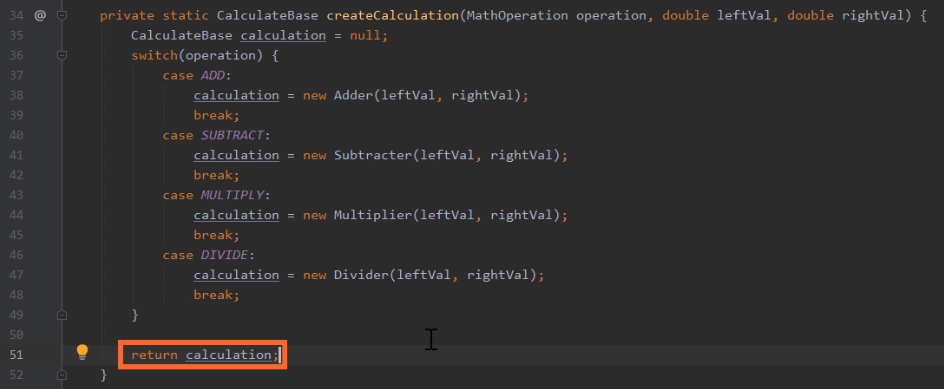 34 @ private static CalculateBase createCalculation(MathOperation operation, double leftVal, double rightVal) {
35 CalculateBase calculation = null;
36 switch(operation) {
37 case ADD:
38 calculation = new Adder(leftVal, rightVal);
39 break;
40 case SUBTRACT:
41 calculation = new Subtracter(leftVal, rightVal);
42 break;
43 case MULTIPLY:
44 calculation = new Multiplier(leftVal, rightVal);
45 break;
46 case DIVIDE:
47 calculation = new Divider(leftVal, rightVal);
48 break;
49 }
50
51 return calculation;
52 }